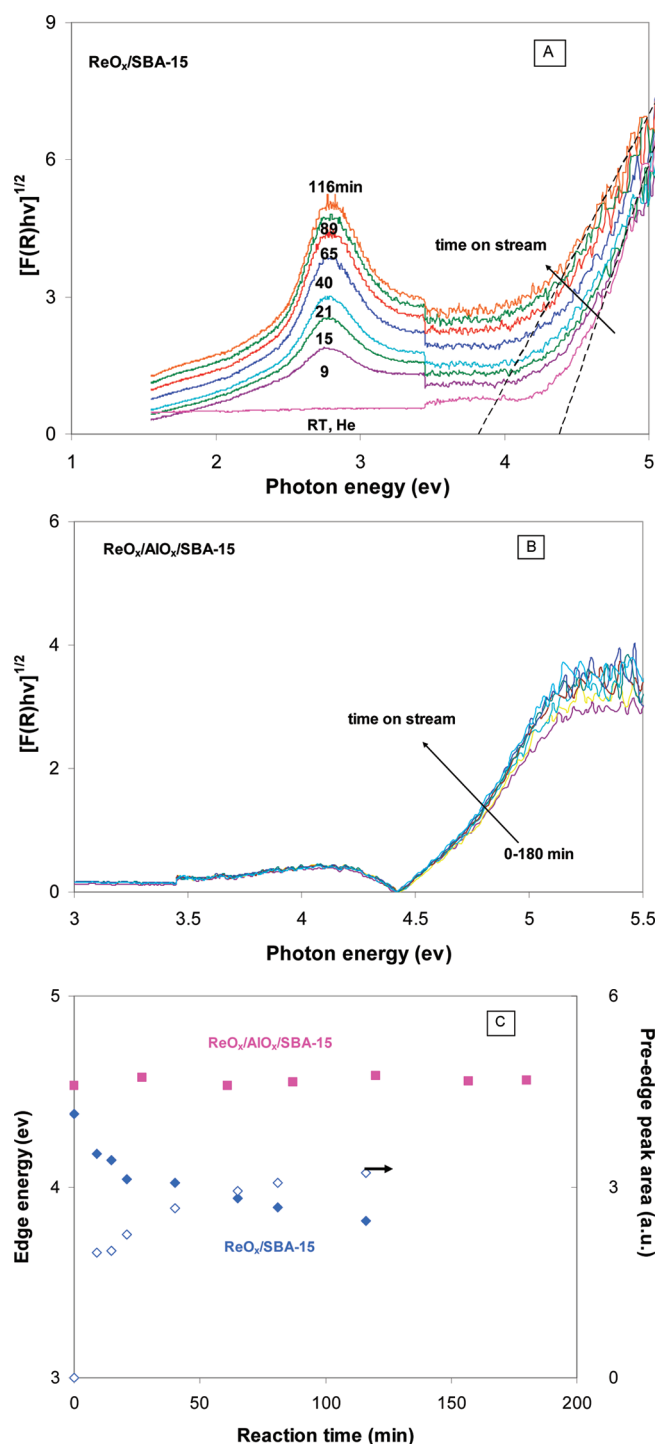 9
A
ReOx/SBA-15
6
[F(R)hv]1/2
116min
89
65
time on stream
40
3
21
15
9
RT, He
0
1
2
3
4
5
Photon enegy (ev)
6
ReOx/AlOx/SBA-15
B
4
[F(R)hv]1/2
time on stream
2
0-180 min
0
3
3.5
4
4.5
5
5.5
Photon energy (ev)
5
6
C
ReOx/AlOx/SBA-15
Edge energy (ev)
Pre-edge peak area (a.u.)
4
3
ReOx/SBA-15
3
0
0
50
100
150
200
Reaction time (min)